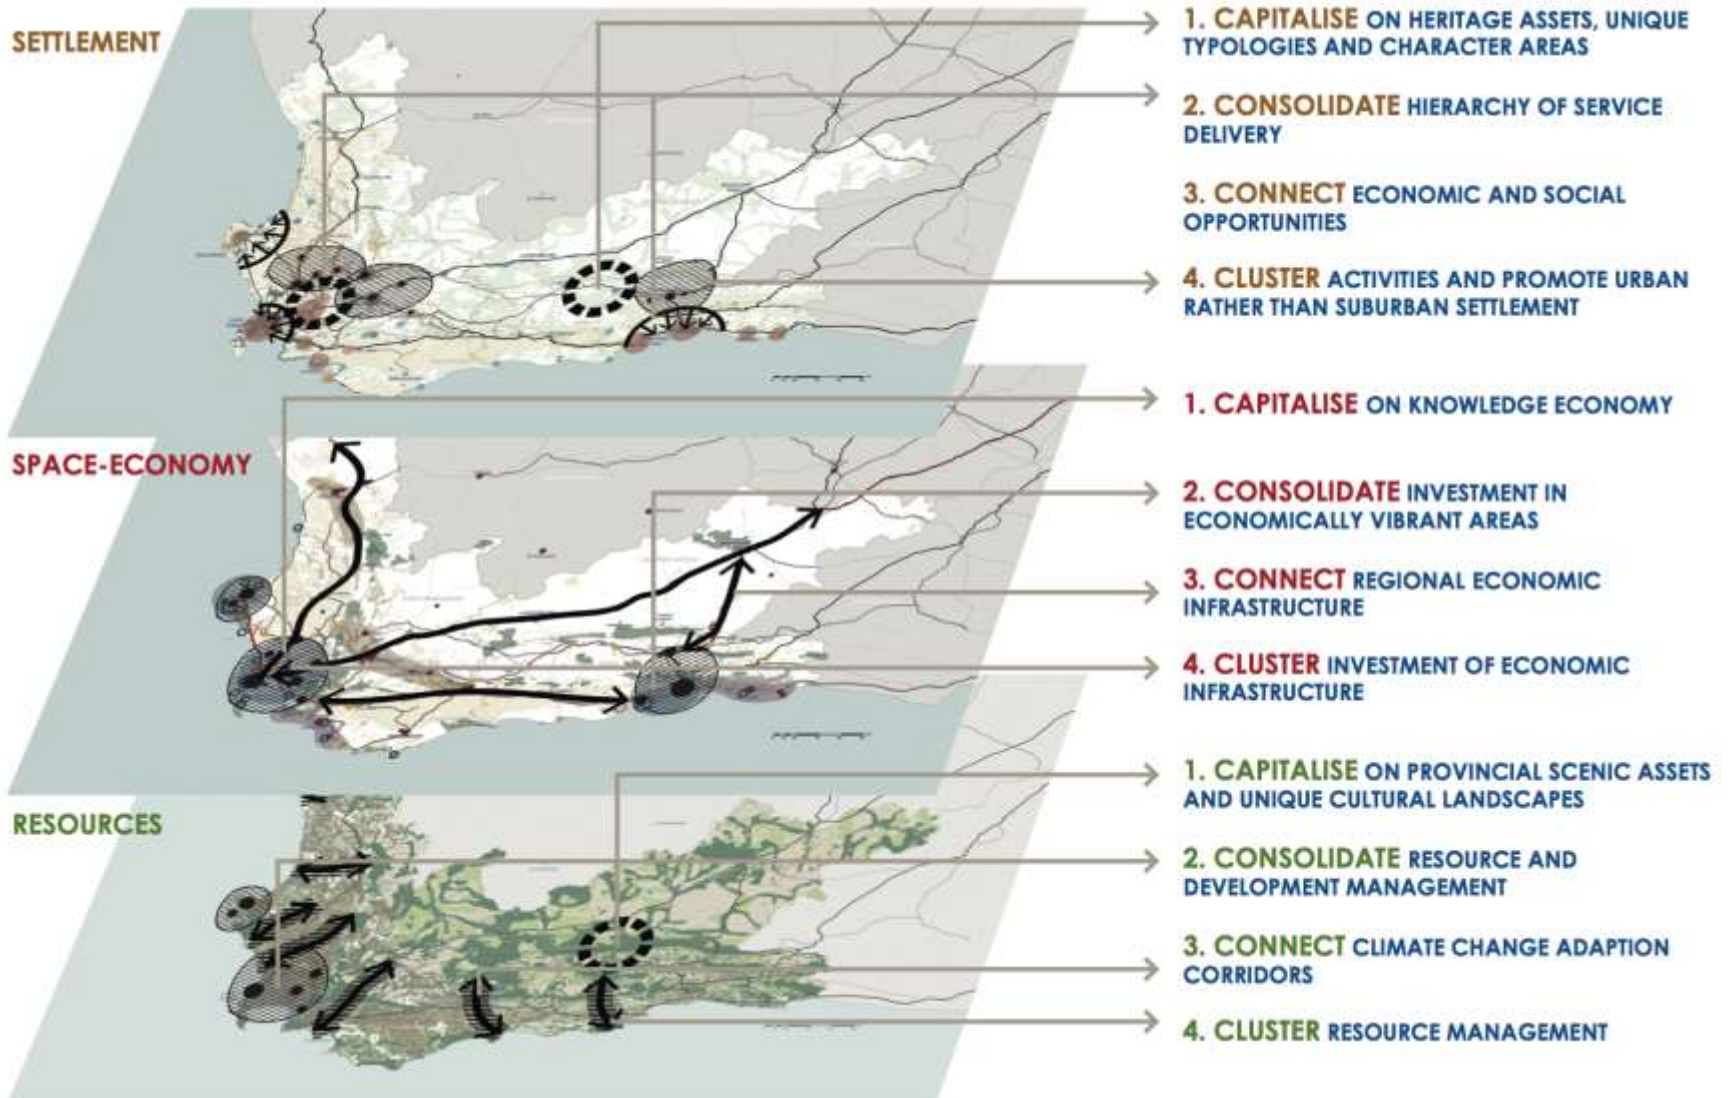 SETTLEMENT
1. CAPITALISE ON HERITAGE ASSETS, UNIQUE
TYPOLOGIES AND CHARACTER AREAS
2. CONSOLIDATE HIERARCHY OF SERVICE
DELIVERY
3. CONNECT ECONOMIC AND SOCIAL
OPPORTUNITIES
4. CLUSTER ACTIVITIES AND PROMOTE URBAN
RATHER THAN SUBURBAN SETTLEMENT
SPACE-ECONOMY
1. CAPITALISE ON KNOWLEDGE ECONOMY
2. CONSOLIDATE INVESTMENT IN
ECONOMICALLY VIBRANT AREAS
3. CONNECT REGIONAL ECONOMIC
INFRASTRUCTURE
4. CLUSTER INVESTMENT OF ECONOMIC
INFRASTRUCTURE
RESOURCES
1. CAPITALISE ON PROVINCIAL SCENIC ASSETS
AND UNIQUE CULTURAL LANDSCAPES
2. CONSOLIDATE RESOURCE AND
DEVELOPMENT MANAGEMENT
3. CONNECT CLIMATE CHANGE ADAPTION
CORRIDORS
4. CLUSTER RESOURCE MANAGEMENT